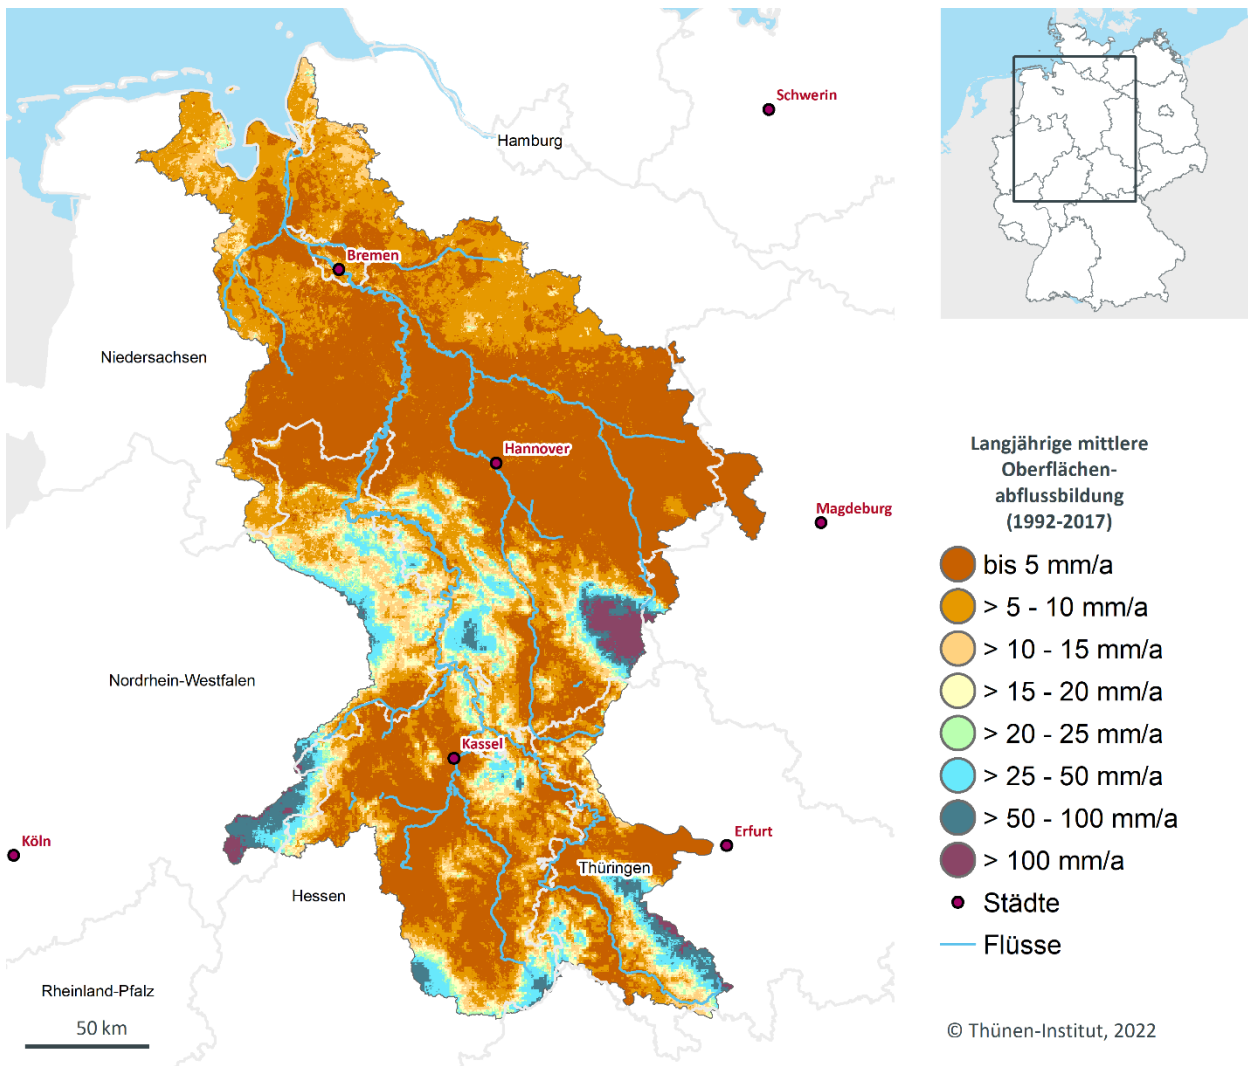 Schwerin
Hamburg
Bremen
Niedersachsen
Hannover
Magdeburg
Nordrhein-Westfalen
Kassel
Köln
Erfurt
Thüringen
Hessen
Rheinland-Pfalz
50 km
Langjährige mittlere
Oberflächen-
abflussbildung
(1992-2017)
bis 5 mm/a
> 5 - 10 mm/a
> 10 - 15 mm/a
> 15 - 20 mm/a
> 20 - 25 mm/a
> 25 - 50 mm/a
> 50 - 100 mm/a
> 100 mm/a
Städte
Flüsse
© Thünen-Institut, 2022